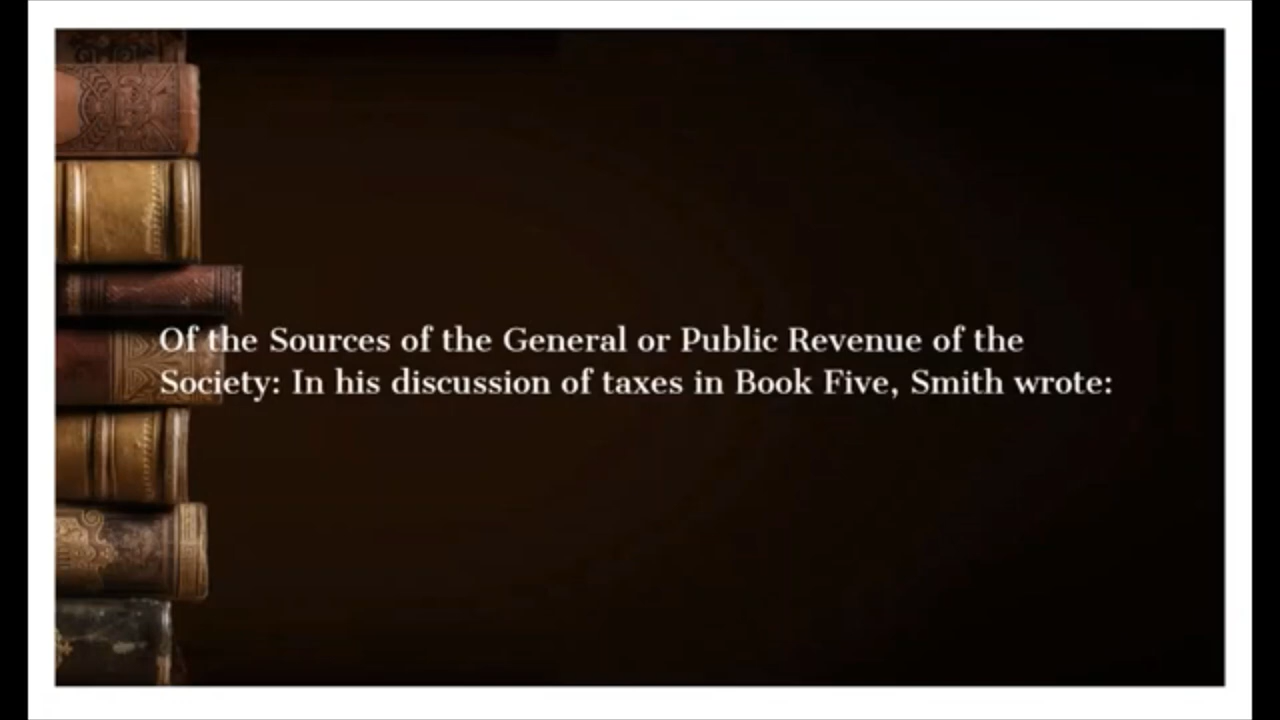 Of the Sources of the General or Public Revenue of the
Society: In his discussion of taxes in Book Five, Smith wrote: